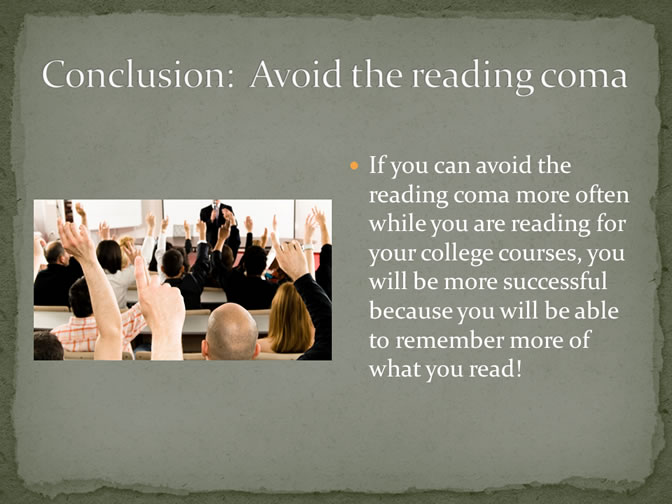 Conclusion:  Avoid the reading coma
If you can avoid the
reading coma more often
while you are reading for
your college courses, you
will be more successful
because you will be able
to remember more of
what you read!